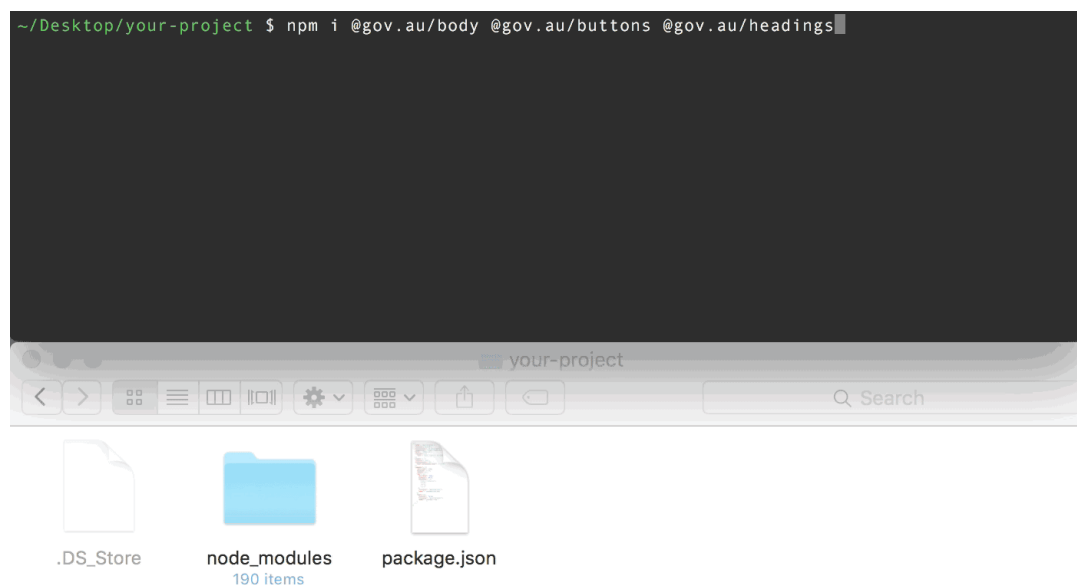 ~/Desktop/your-project $ npm i @gov.au/body @gov.au/buttons @gov.au/headings
your-project
Search
.DS_Store
node_modules
package.json
190 items